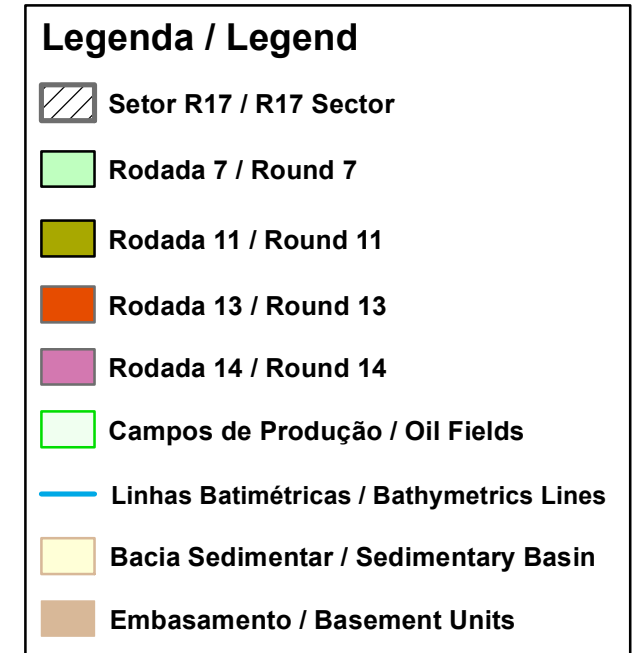 Legenda / Legend
Setor R17 / R17 Sector
Rodada 7 / Round 7
Rodada 11 / Round 11
Rodada 13 / Round 13
Rodada 14 / Round 14
Campos de Produção / Oil Fields
Linhas Batimétricas / Bathymetrics Lines
Bacia Sedimentar / Sedimentary Basin
Embasamento / Basement Units